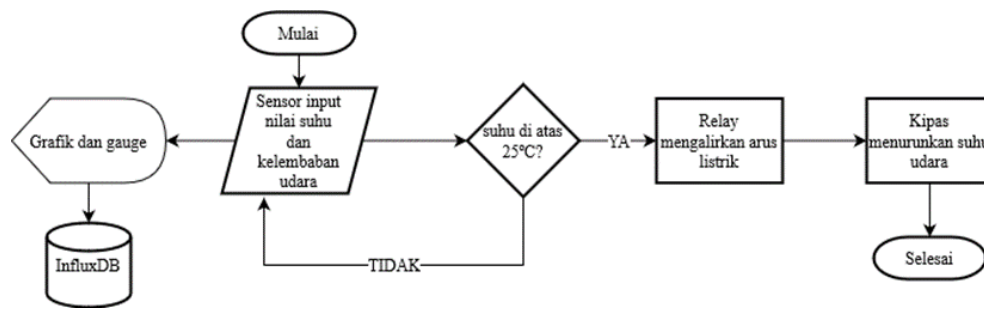 Mulai
Sensor input
nilai suhu
dan
kelembaban
udara
Grafik dan gauge
InfluxDB
suhu di atas
25°C?
YA
TIDAK
Relay
mengalirkan arus
listrik
Kipas
menurunkan suhu
udara
Selesai